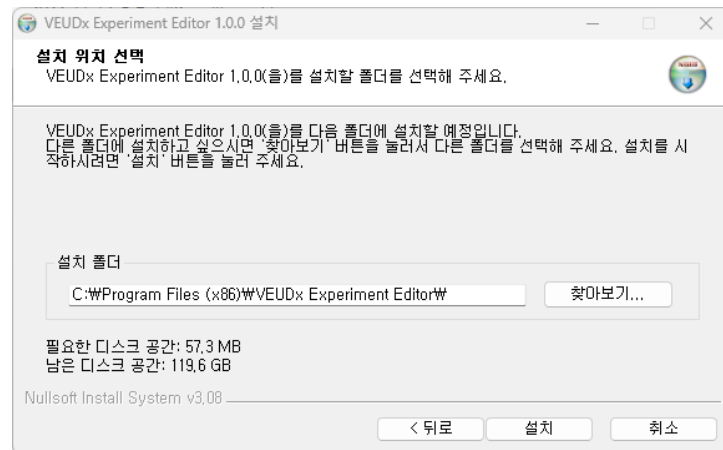 VEUDx Experiment Editor 1.0.0 설치
설치 위치 선택
VEUDx Experiment Editor 1.0.0(을)를 설치할 폴더를 선택해 주세요.
VEUDx Experiment Editor 1.0.0(을)를 다음 폴더에 설치할 예정입니다.
다른 폴더에 설치하고 싶으시면 '찾아보기' 버튼을 눌러서 다른 폴더를 선택해 주세요. 설치를 시
작하시려면 '설치' 버튼을 눌러 주세요.
설치 폴더
C:₩Program Files (x86)₩VEUDx Experiment Editor₩
찾아보기...
필요한 디스크 공간: 57.3 MB
남은 디스크 공간: 119.6 GB
Nullsoft Install System v3.08
< 뒤로
설치
취소